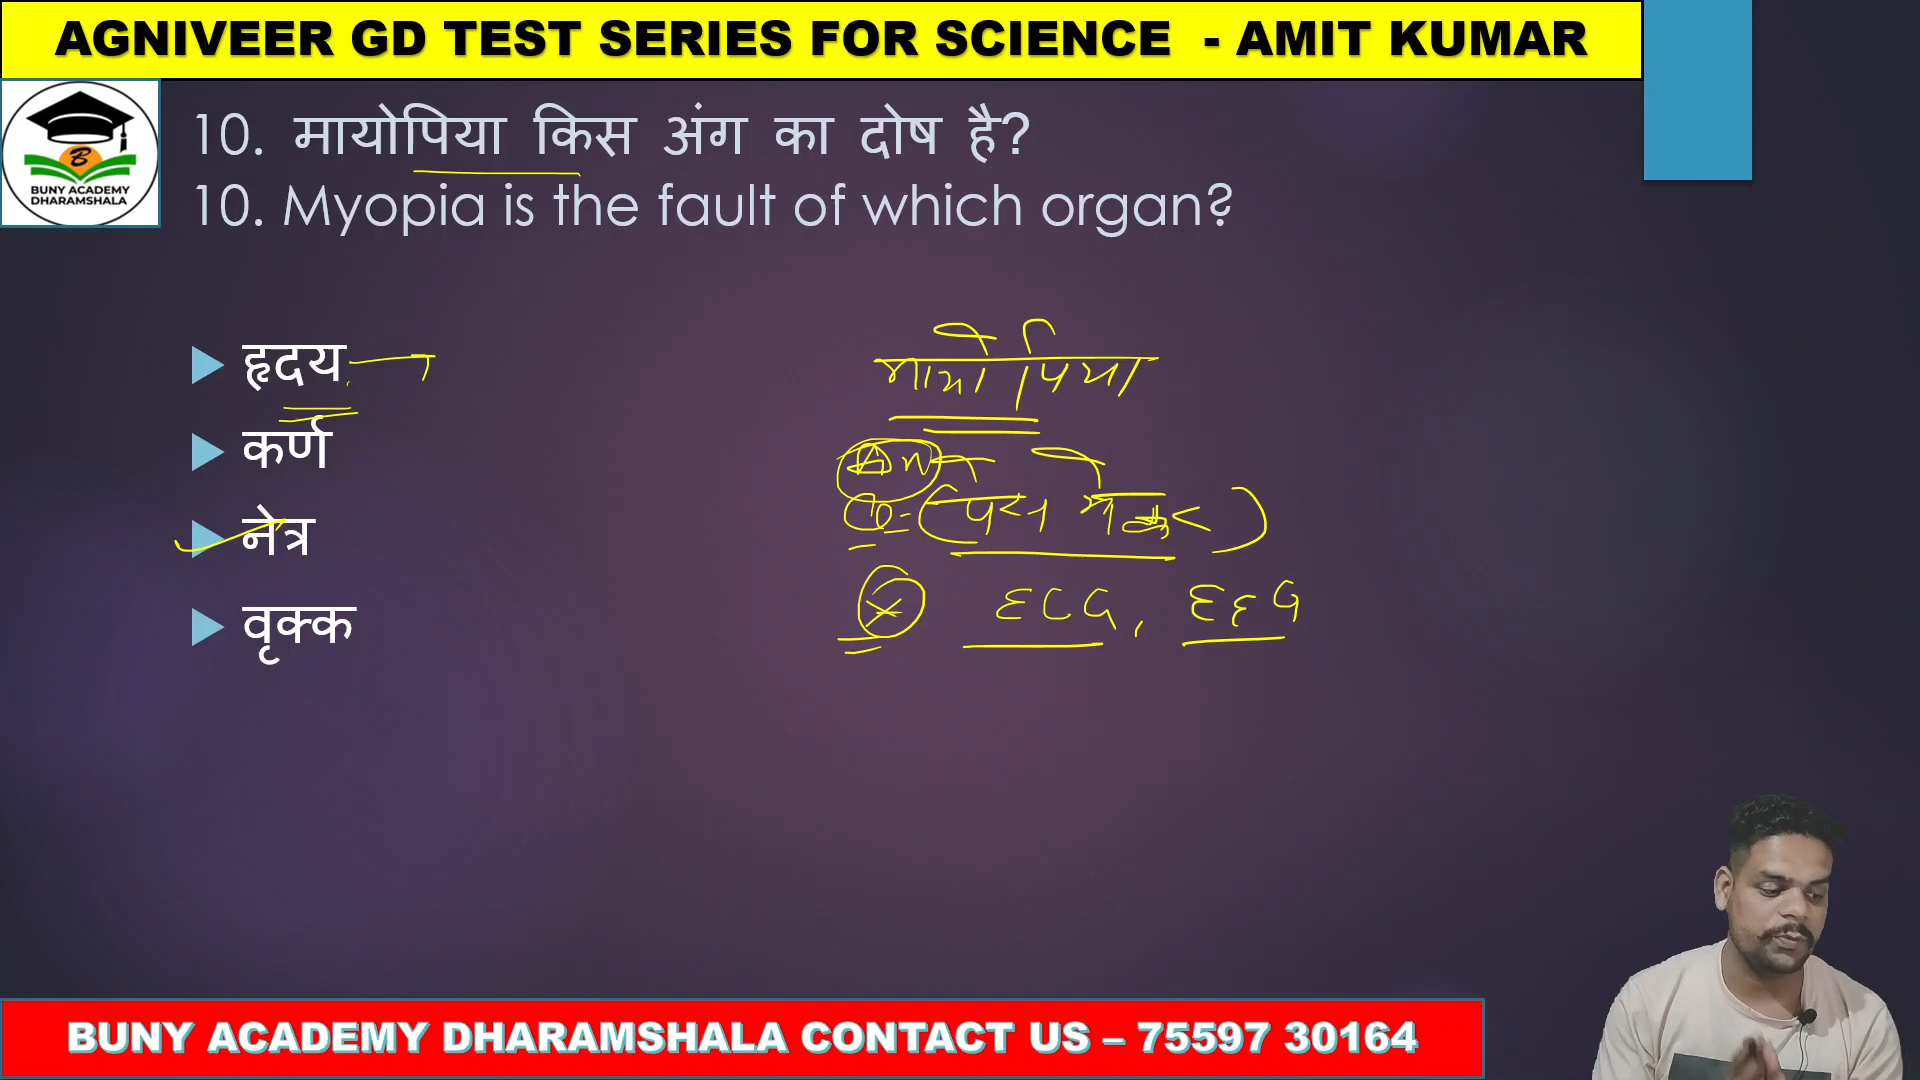 AGNIVEER GD TEST SERIES FOR SCIENCE - AMIT KUMAR
BUNY ACADEMY
DHARAMSHALA
10. मायोपिया किस अंग का दोष है?
10. Myopia is the fault of which organ?
हृदय
कर्ण
नेत्र
वृक्क
मायोपिया
ECG, EEG
BUNY ACADEMY DHARAMSHALA CONTACT US – 75597 30164